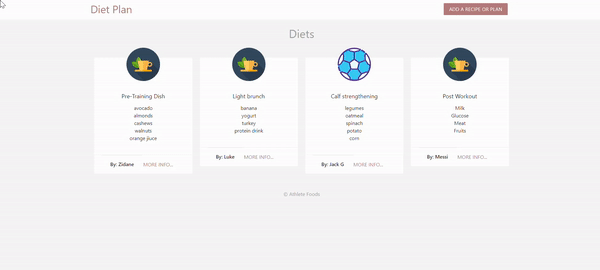 Diet Plan
ADD A RECIPE OR PLAN
Diets
Pre-Training Dish
avocado
almonds
cashews
walnuts
orange jiuce
By: Zidane MORE INFO...
Light brunch
banana
yogurt
turkey
protein drink
By: Luke MORE INFO...
Calf strengthening
legumes
oatmeal
spinach
potato
corn
By: Jack G MORE INFO...
Post Workout
Milk
Glucose
Meat
Fruits
By: Messi MORE INFO...
© Athlete Foods